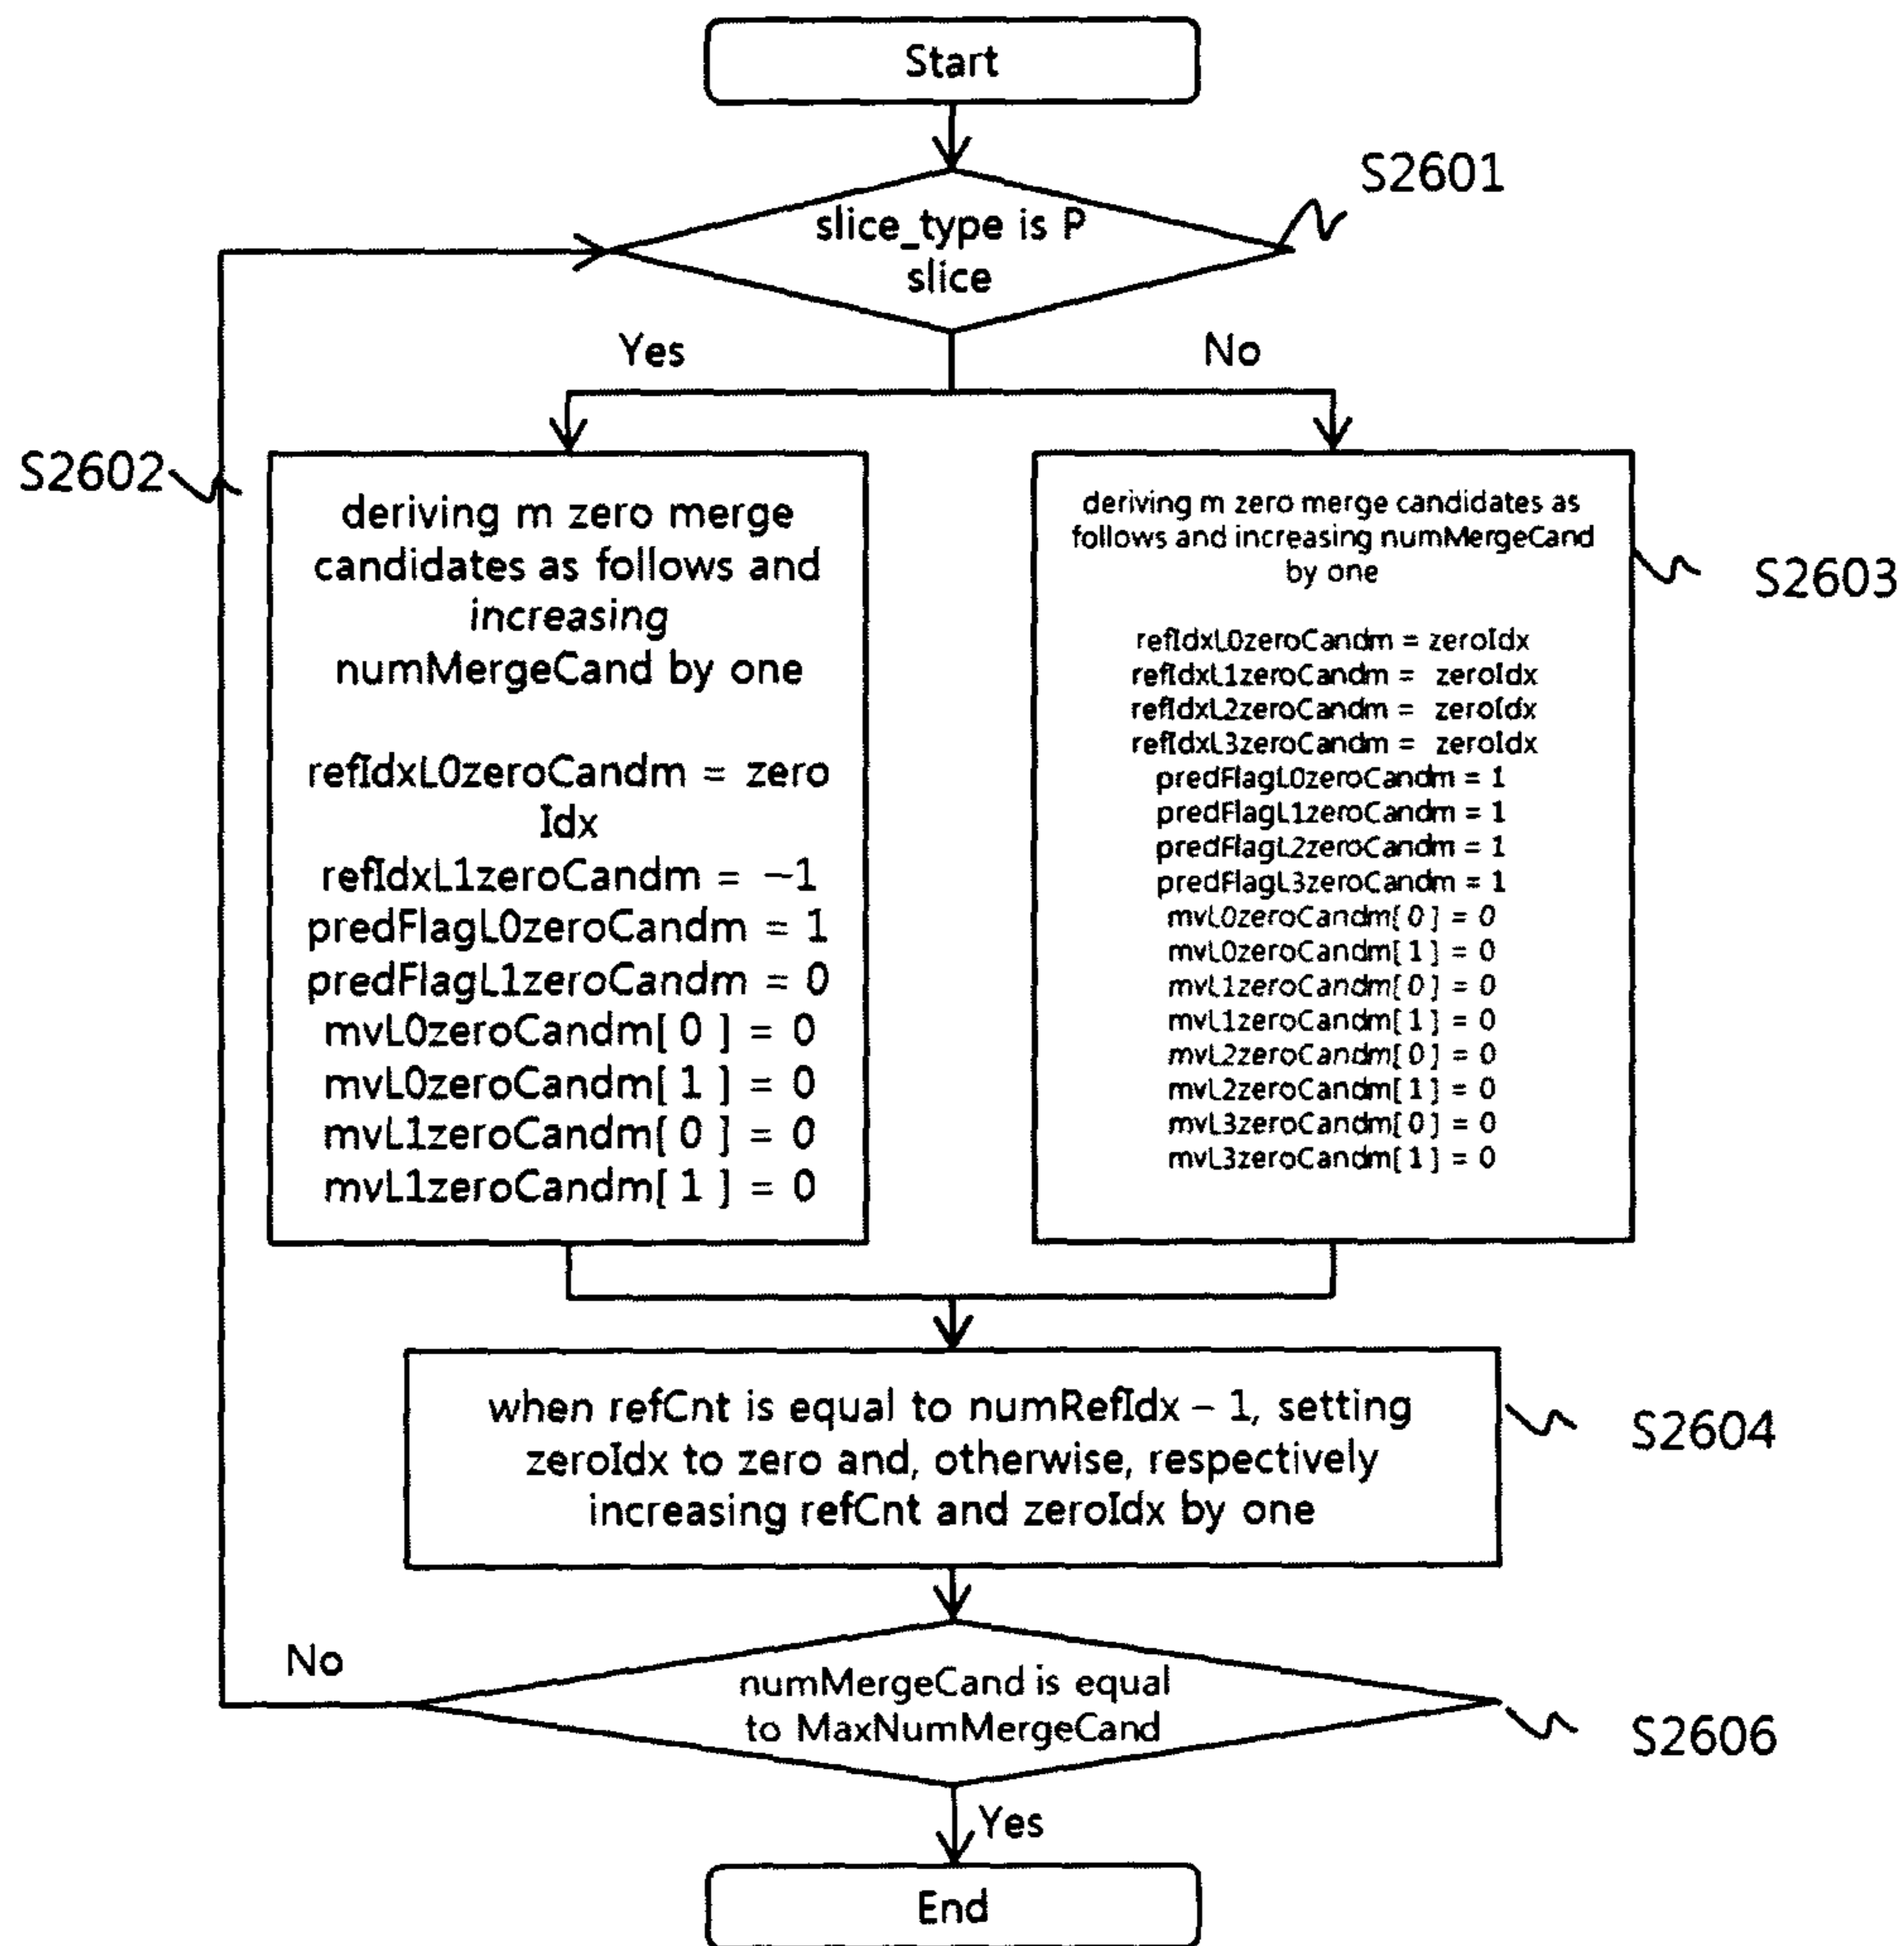 Start
S2601
slice_type is P
slice
Yes
No
S2602
deriving m zero merge
candidates as follows and
increasing
numMergeCand by one
refIdxL0zeroCandm = zero
Idx
refIdxL1zeroCandm = −1
predFlagL0zeroCandm = 1
predFlagL1zeroCandm = 0
mvL0zeroCandm[ 0 ] = 0
mvL0zeroCandm[ 1 ] = 0
mvL1zeroCandm[ 0 ] = 0
mvL1zeroCandm[ 1 ] = 0
deriving m zero merge candidates as
follows and increasing numMergeCand
by one
S2603
refIdxL0zeroCandm = zeroIdx
refIdxL1zeroCandm = zeroIdx
refIdxL2zeroCandm = zeroIdx
refIdxL3zeroCandm = zeroIdx
predFlagL0zeroCandm = 1
predFlagL1zeroCandm = 1
predFlagL2zeroCandm = 1
predFlagL3zeroCandm = 1
mvL0zeroCandm[ 0 ] = 0
mvL0zeroCandm[ 1 ] = 0
mvL1zeroCandm[ 0 ] = 0
mvL1zeroCandm[ 1 ] = 0
mvL2zeroCandm[ 0 ] = 0
mvL2zeroCandm[ 1 ] = 0
mvL3zeroCandm[ 0 ] = 0
mvL3zeroCandm[ 1 ] = 0
when refCnt is equal to numRefIdx − 1, setting
zeroIdx to zero and, otherwise, respectively
increasing refCnt and zeroIdx by one
S2604
No
numMergeCand is equal
to MaxNumMergeCand
S2606
Yes
End